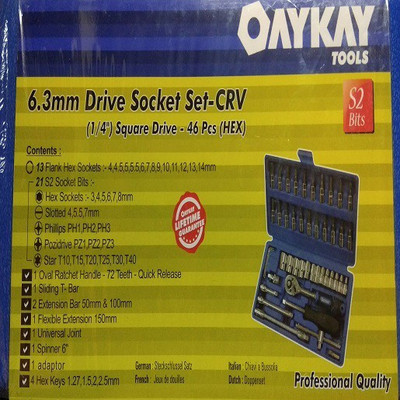 OAYKAY
TOOLS
6.3mm Drive Socket Set-CRV
(1/4") Square Drive - 46 Pcs (HEX)
S2
Bits
Contents :
13 Flank Hex Sockets :- 4,4.5,5,5.5,6,7,8,9,10,11,12,13,14mm
21 S2 Socket Bits :-
Hex Sockets - 3,4,5,6,7,8mm
Slotted 4,5.5,7mm
Phillips PH1,PH2,PH3
Pozidrive PZ1,PZ2,PZ3
Star T10,T15,T20,T25,T30,T40
1 Oval Ratchet Handle - 72 Teeth - Quick Release
1 Sliding T- Bar
2 Extension Bar 50mm & 100mm
1 Flexible Extension 150mm
1 Universal Joint
1 Spinner 6"
1 adaptor
4 Hex Keys 1.27,1.5,2,2.5mm
LIFETIME
GUARANTEE
German : Steckschlussel Satz
French : Jeux de douilles
Italien : Chiavi a Bussola
Dutch : Doppenset
Professional Quality